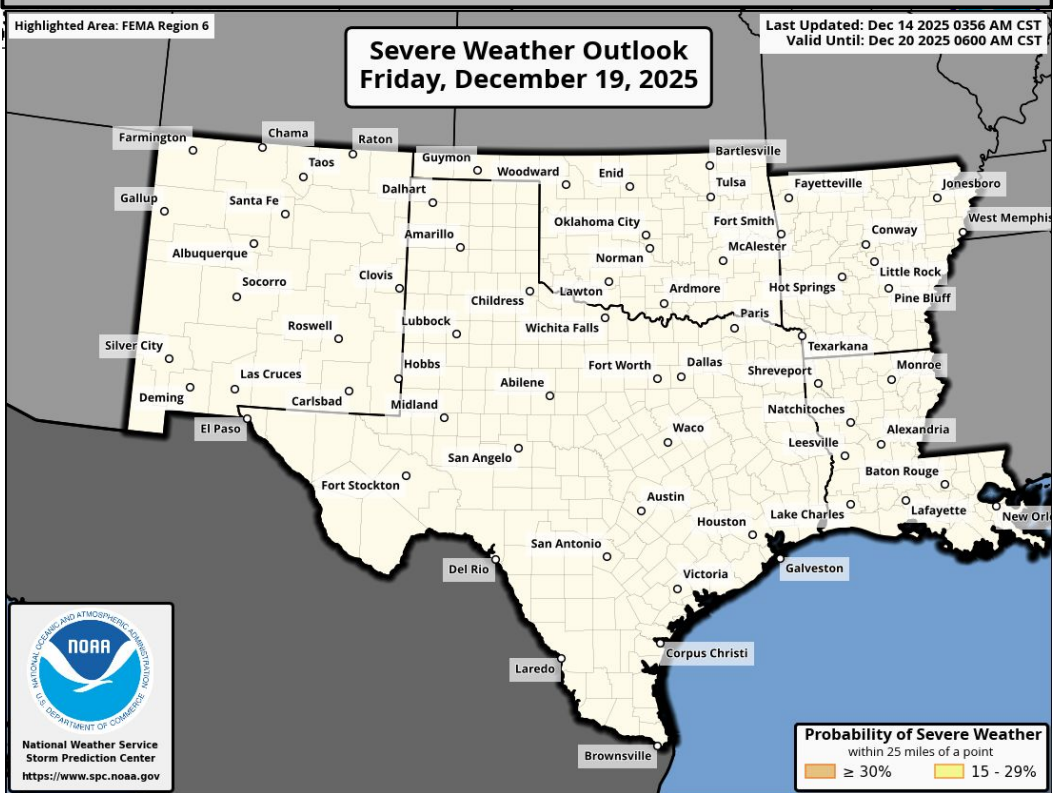 Highlighted Area: FEMA Region 6
Last Updated: Dec 14 2025 0356 AM CST
Valid Until: Dec 20 2025 0600 AM CST
Severe Weather Outlook
Friday, December 19, 2025
Farmington
Chama
Raton
Taos
Guymon
Woodward
Enid
Bartlesville
Tulsa
Fayetteville
Jonesboro
Gallup
Santa Fe
Dalhart
Oklahoma City
Fort Smith
West Memphis
Albuquerque
Amarillo
Norman
McAlester
Conway
Socorro
Clovis
Childress
Lawton
Ardmore
Hot Springs
Little Rock
Pine Bluff
Roswell
Lubbock
Wichita Falls
Paris
Texarkana
Silver City
Las Cruces
Hobbs
Fort Worth
Dallas
Shreveport
Monroe
Deming
Carlsbad
Midland
Abilene
Natchitoches
El Paso
Waco
Leesville
Alexandria
San Angelo
Fort Stockton
Baton Rouge
Austin
Houston
Lake Charles
Lafayette
New Orl
San Antonio
Del Rio
Victoria
Galveston
Corpus Christi
Laredo
Brownsville
NATIONAL OCEANIC AND ATMOSPHERIC ADMINISTRATION
NOAA
U.S. DEPARTMENT OF COMMERCE
National Weather Service
Storm Prediction Center
https://www.spc.noaa.gov
Probability of Severe Weather
within 25 miles of a point
≥ 30%
15 - 29%